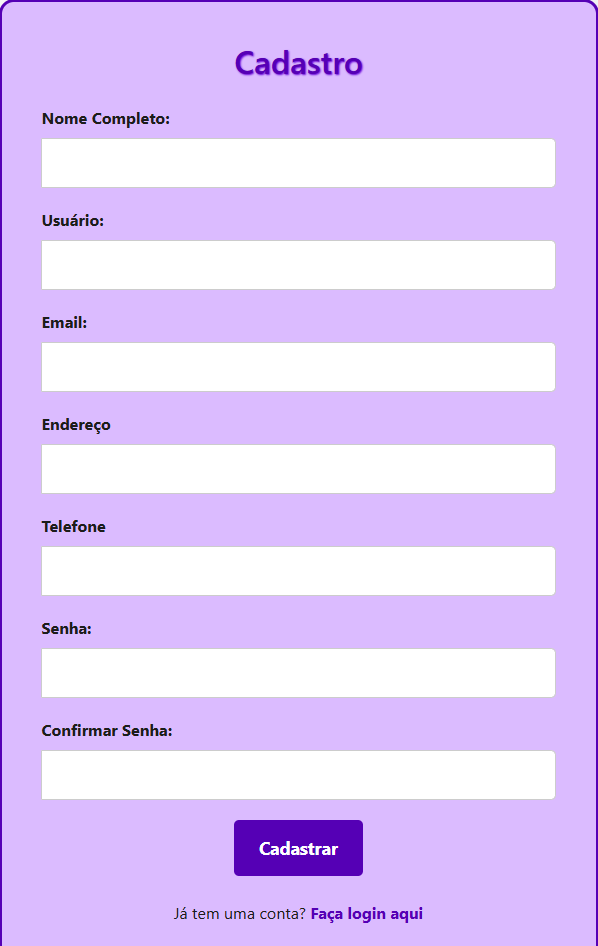 Cadastro
Nome Completo:
Usuário:
Email:
Endereço
Telefone
Senha:
Confirmar Senha:
Cadastrar
Já tem uma conta? Faça login aqui